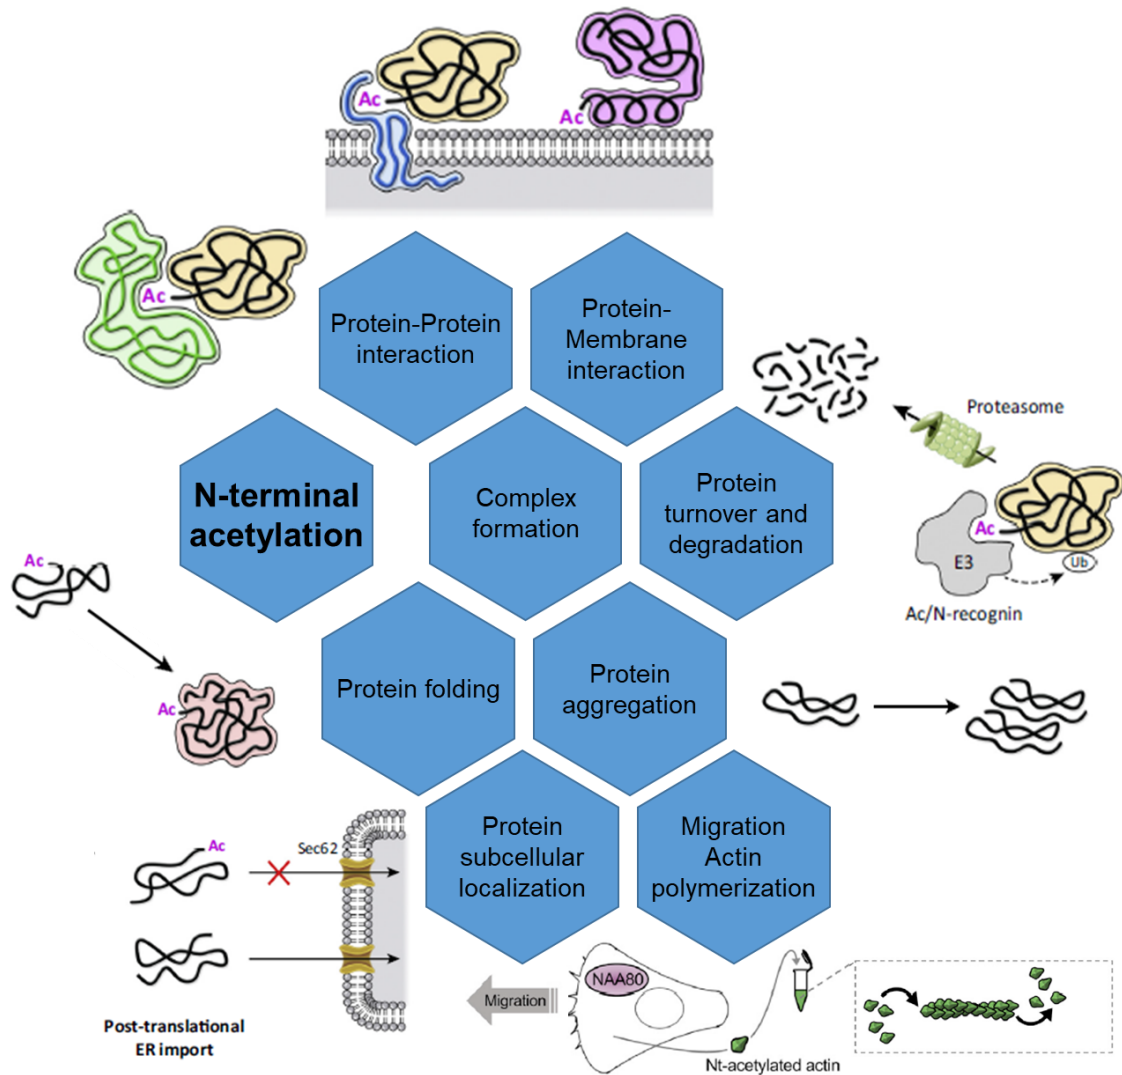 Ac
Ac
Ac
Protein-Protein
interaction
Protein-
Membrane
interaction
Proteasome
N-terminal
acetylation
Complex
formation
Protein
turnover and
degradation
Ac
E3
Ub
Ac/N-recognin
Ac
Ac
Protein folding
Protein
aggregation
Ac
Sec62
Protein
subcellular
localization
Migration
Actin
polymerization
Post-translational
ER import
Migration
NAA80
Nt-acetylated actin